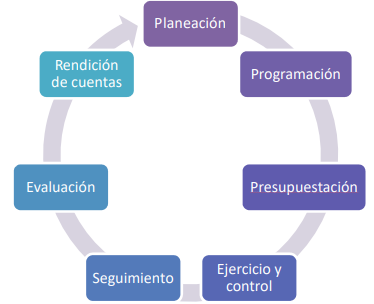 Planeación
Programación
Presupuestación
Ejercicio y
control
Seguimiento
Evaluación
Rendición
de cuentas